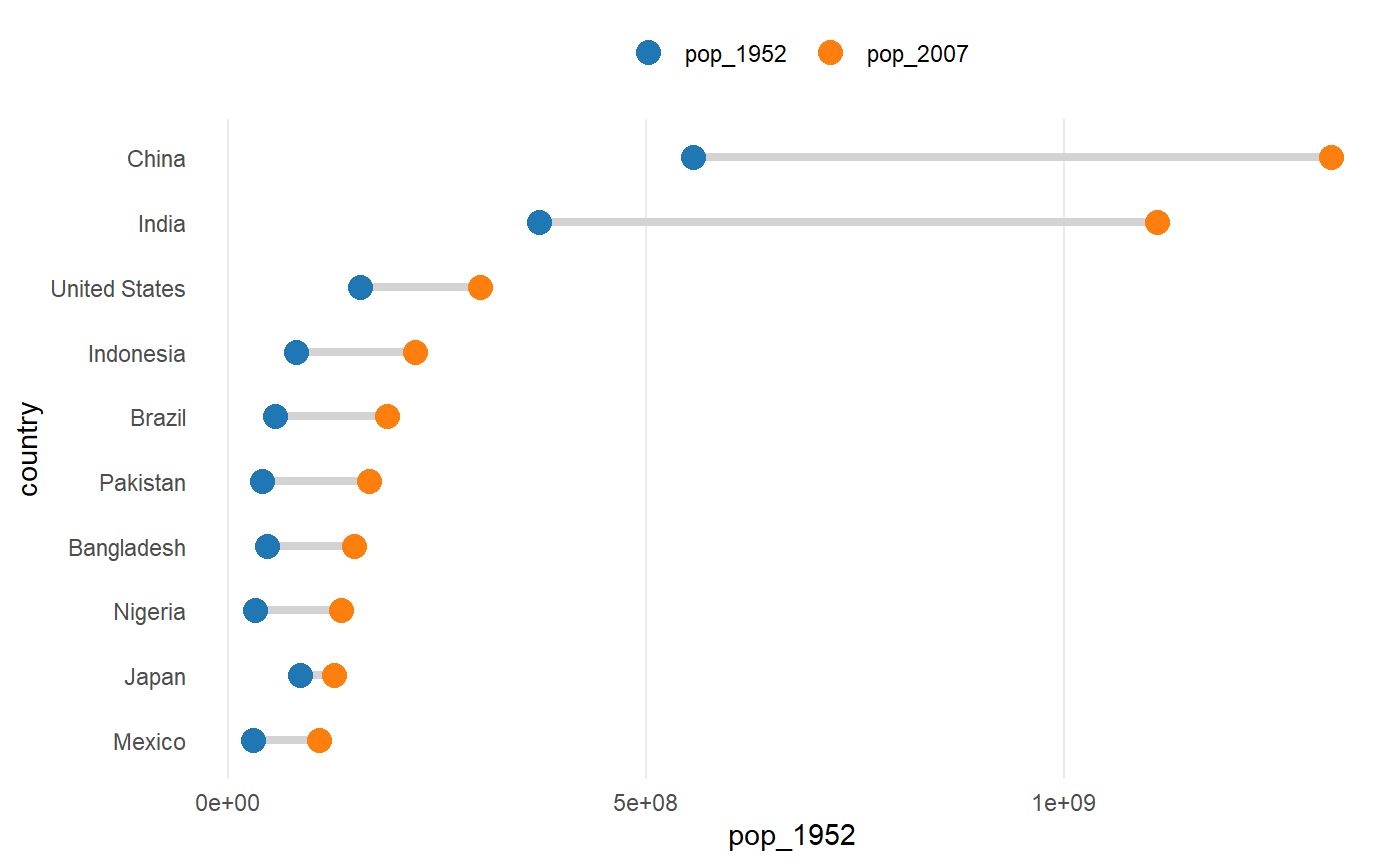 pop_1952 pop_2007
China
India
United States
Indonesia
Brazil
Pakistan
Bangladesh
Nigeria
Japan
Mexico
country
0e+00 5e+08 1e+09
pop_1952